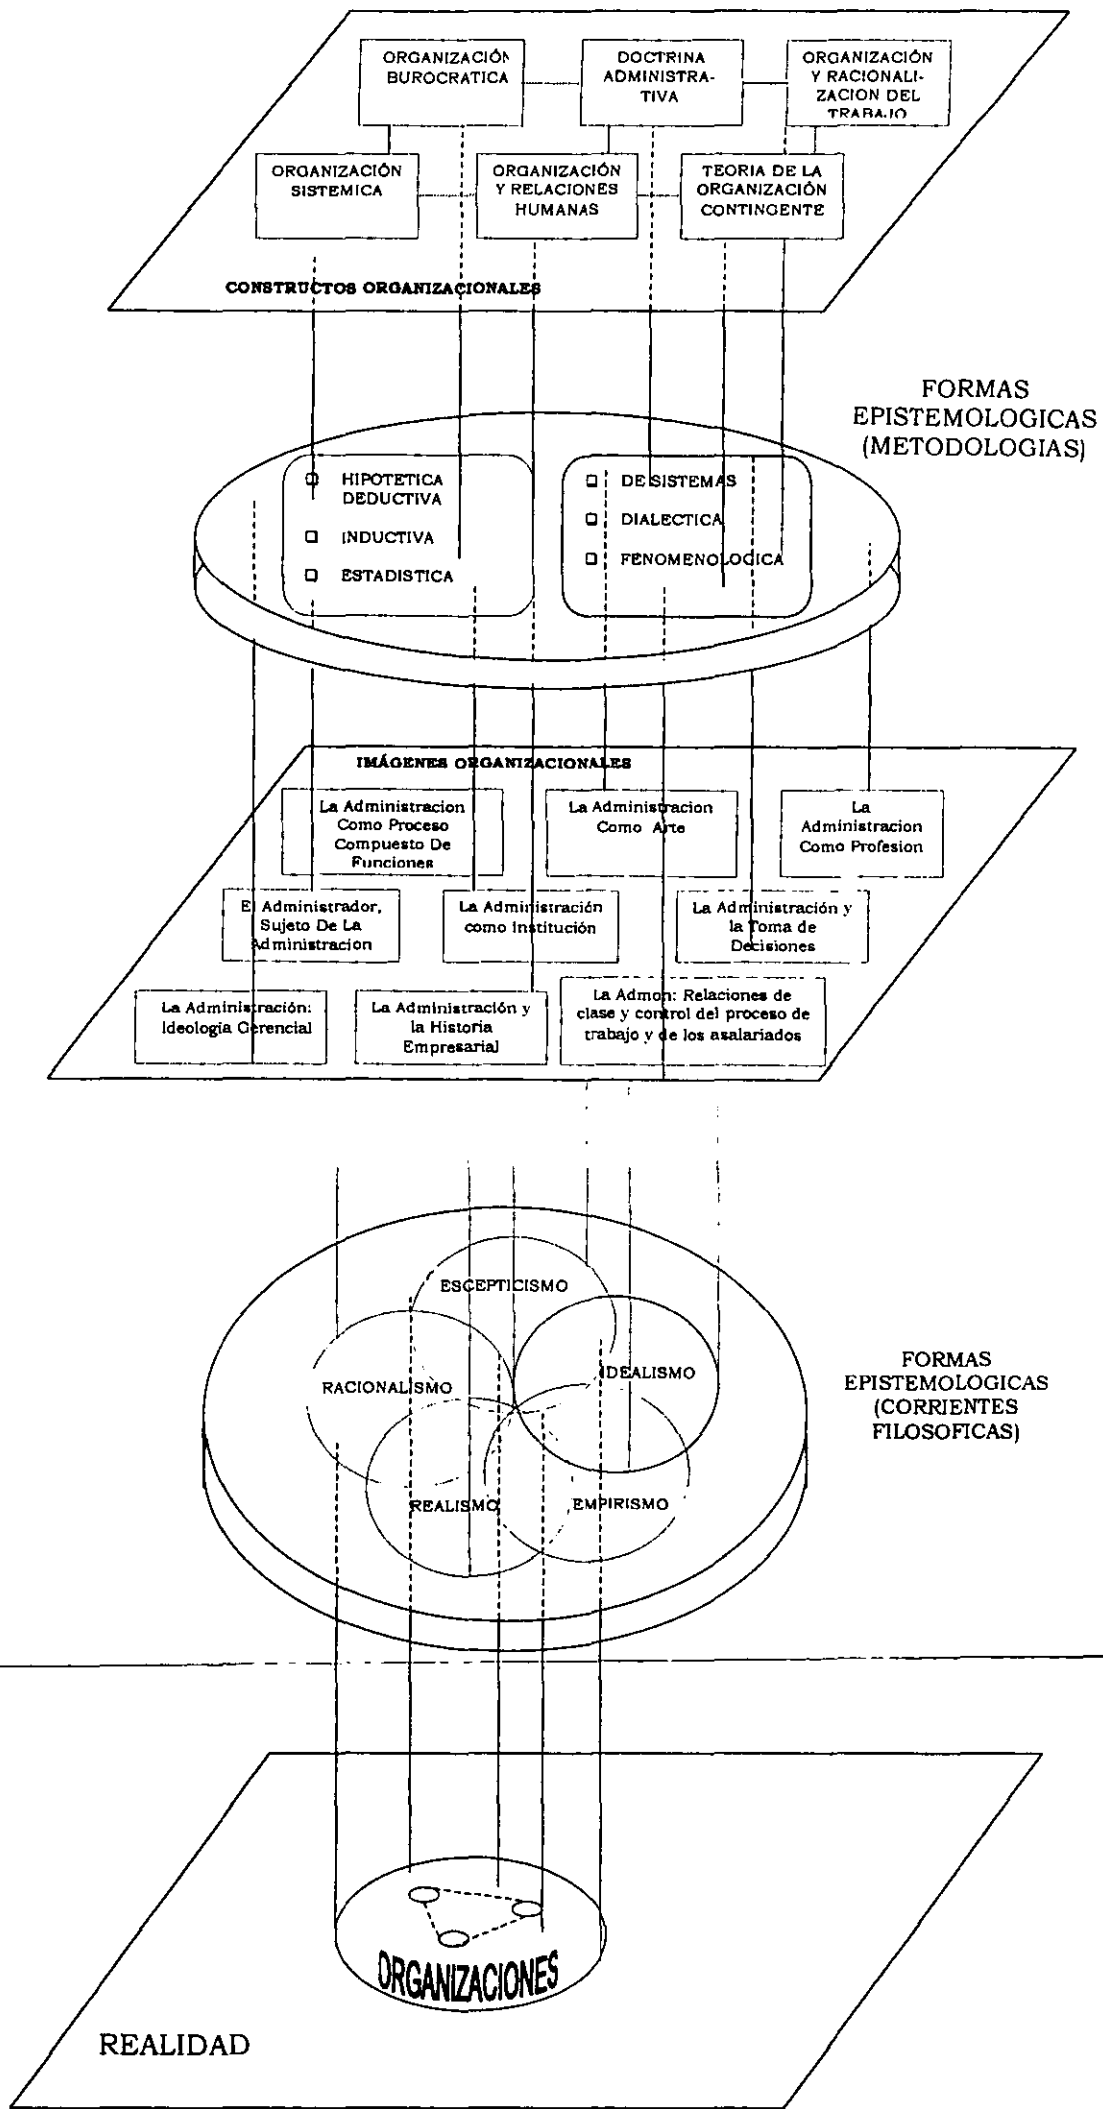 ORGANIZACIÓN
BUROCRATICA
DOCTRINA
ADMINISTRA-
TIVA
ORGANIZACIÓN
Y RACIONALI-
ZACION DEL
TRABAJO
ORGANIZACIÓN
SISTEMICA
ORGANIZACIÓN
Y RELACIONES
HUMANAS
TEORIA DE LA
ORGANIZACIÓN
CONTINGENTE
CONSTRUCTOS ORGANIZACIONALES
FORMAS
EPISTEMOLOGICAS
(METODOLOGIAS)
HIPOTETICA
DEDUCTIVA
INDUCTIVA
ESTADISTICA
DE SISTEMAS
DIALECTICA
FENOMENOLOGICA
IMÁGENES ORGANIZACIONALES
La Administracion
Como Proceso
Compuesto De
Funciones
La Administracion
Como Arte
La
Administracion
Como Profesion
El Administrador,
Sujeto De La
Administracion
La Administración
como Institución
La Administración y
la Toma de
Decisiones
La Administración:
Ideologia Gerencial
La Administración y
la Historia
Empresarial
La Admon: Relaciones de
clase y control del proceso de
trabajo y de los asalariados
ESCEPTICISMO
RACIONALISMO
IDEALISMO
REALISMO
EMPIRISMO
FORMAS
EPISTEMOLOGICAS
(CORRIENTES
FILOSOFICAS)
ORGANIZACIONES
REALIDAD